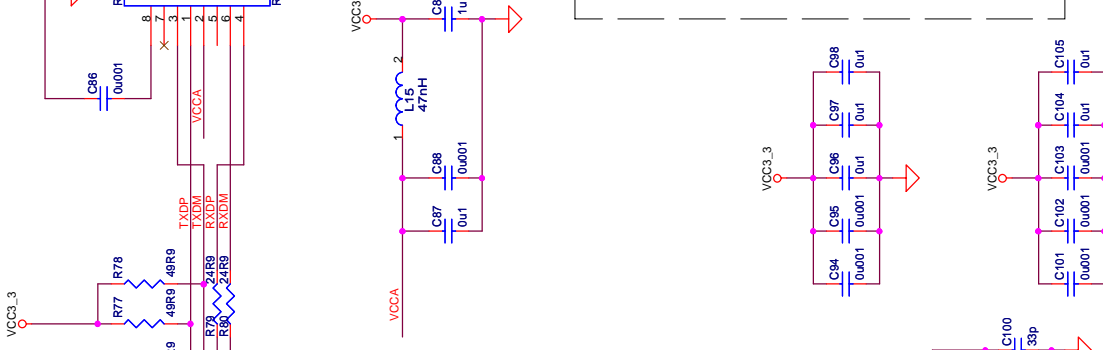 8
7
3
1
2
5
6
4
C86
0u001
VCCA
TXDP
TXDM
RXDP
RXDM
R78
49R9
R77
49R9
24R9
24R9
R79
R80
VCC3_3
VCC3
1u
2
L15
47nH
1
C88
0u001
C87
0u1
VCCA
VCC3_3
C98
0u1
C97
0u1
C96
0u1
C95
0u001
C94
0u001
VCC3_3
C105
0u1
C104
0u1
C103
0u001
C102
0u001
C101
0u001
C100
33p